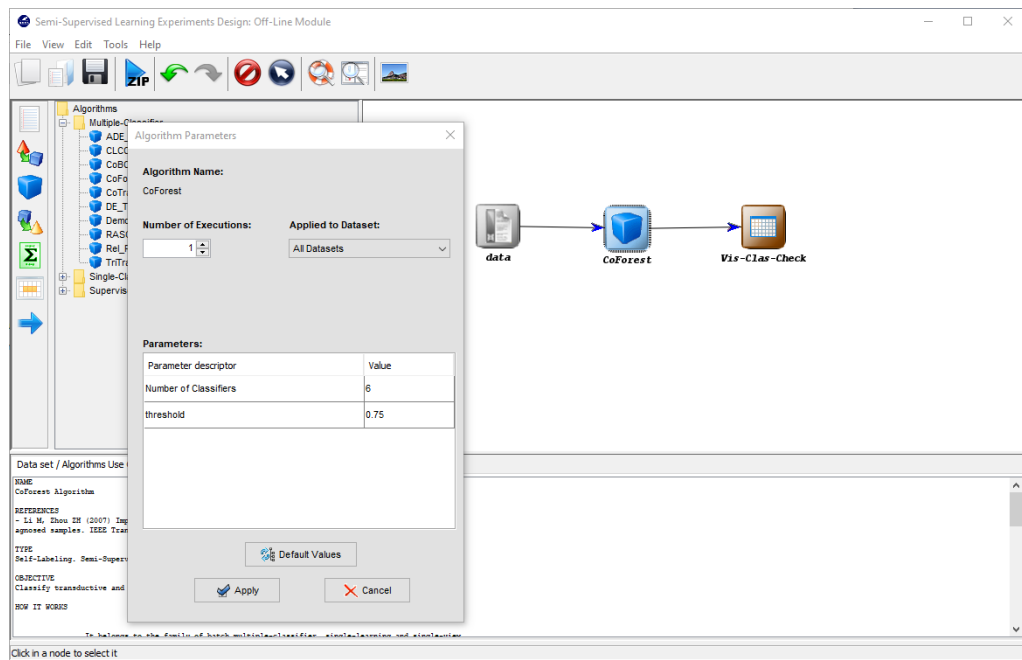 Semi-Supervised Learning Experiments Design: Off-Line Module
File View Edit Tools Help
ZIP
Algorithms
Multiple-Classifier
ADE_
CLCC
CoBC
CoFo
CoTra
DE_T
Demo
RASC
Rel_R
TriTra
Single-Cl
Supervis
Algorithm Parameters
Algorithm Name:
CoForest
Number of Executions:
Applied to Dataset:
1
All Datasets
Parameters:
Parameter descriptor
Value
Number of Classifiers
6
threshold
0.75
Default Values
Apply
Cancel
data
CoForest
Vis-Clas-Check
Data set / Algorithms Use
NAME
CoForest Algorithm
REFERENCES
- Li M, Zhou ZH (2007) Imp
agnosed samples. IEEE Tran
TYPE
Self-Labeling. Semi-Superv
OBJECTIVE
Classify transductive and
HOW IT WORKS
It belongs to the family of batch multiple-classifier, single-learning and single-view
Click in a node to select it